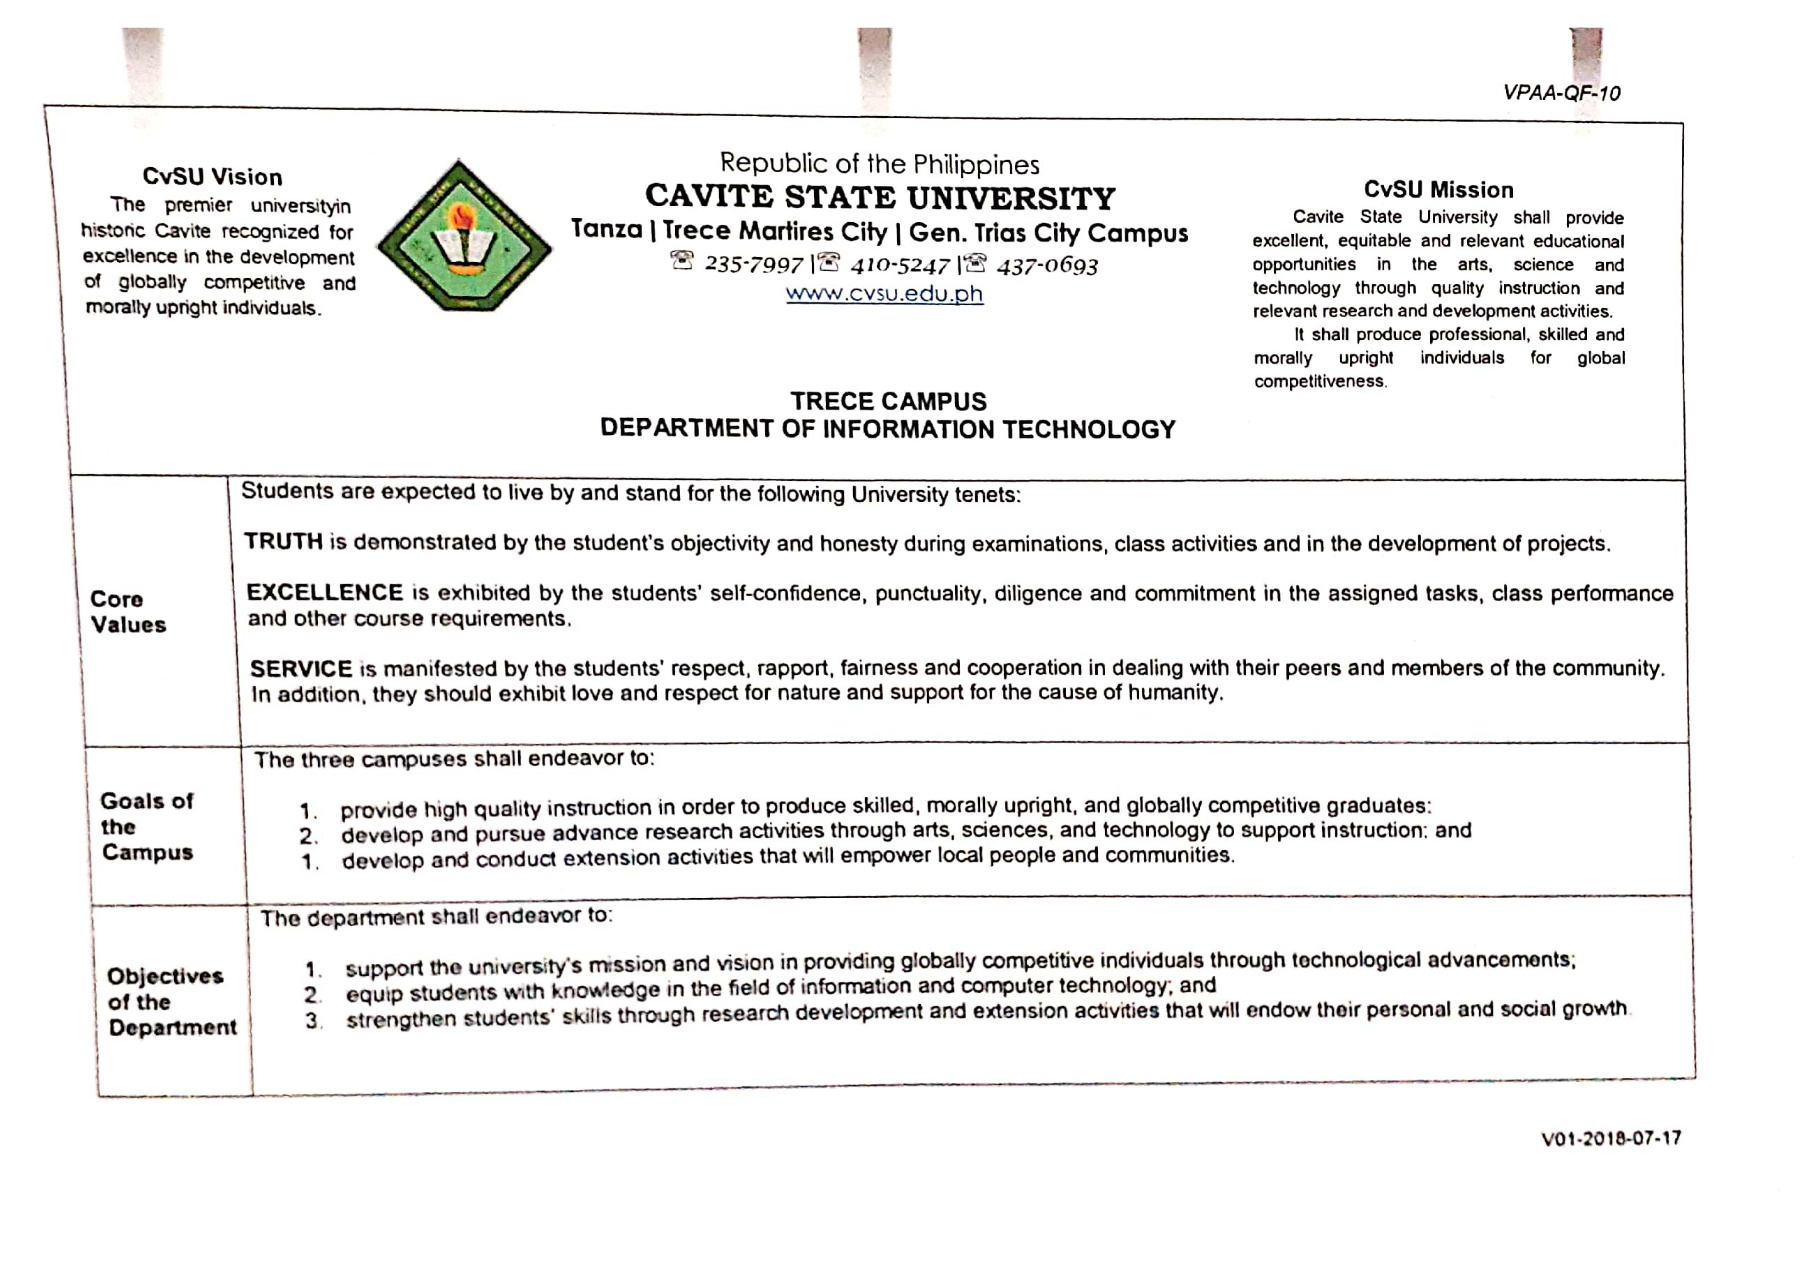 VPAA-QF-10
CvSU Vision
The premier universityin
historic Cavite recognized for
excellence in the development
of globally competitive and
morally upright individuals.
Republic of the Philippines
CAVITE STATE UNIVERSITY
Tanza | Trece Martires City | Gen. Trias City Campus
☎ 235-7997 |☎ 410-5247 |☎ 437-0693
www.cvsu.edu.ph
CvSU Mission
Cavite State University shall provide
excellent, equitable and relevant educational
opportunities in the arts, science and
technology through quality instruction and
relevant research and development activities.
It shall produce professional, skilled and
morally upright individuals for global
competitiveness.
TRECE CAMPUS
DEPARTMENT OF INFORMATION TECHNOLOGY
Core
Values
Students are expected to live by and stand for the following University tenets:
TRUTH is demonstrated by the student's objectivity and honesty during examinations, class activities and in the development of projects.
EXCELLENCE is exhibited by the students' self-confidence, punctuality, diligence and commitment in the assigned tasks, class performance
and other course requirements.
SERVICE is manifested by the students' respect, rapport, fairness and cooperation in dealing with their peers and members of the community.
In addition, they should exhibit love and respect for nature and support for the cause of humanity.
Goals of
the
Campus
The three campuses shall endeavor to:
1. provide high quality instruction in order to produce skilled, morally upright, and globally competitive graduates:
2. develop and pursue advance research activities through arts, sciences, and technology to support instruction: and
1. develop and conduct extension activities that will empower local people and communities.
Objectives
of the
Department
The department shall endeavor to:
1. support the university's mission and vision in providing globally competitive individuals through technological advancements;
2. equip students with knowledge in the field of information and computer technology; and
3. strengthen students' skills through research development and extension activities that will endow their personal and social growth.
V01-2018-07-17